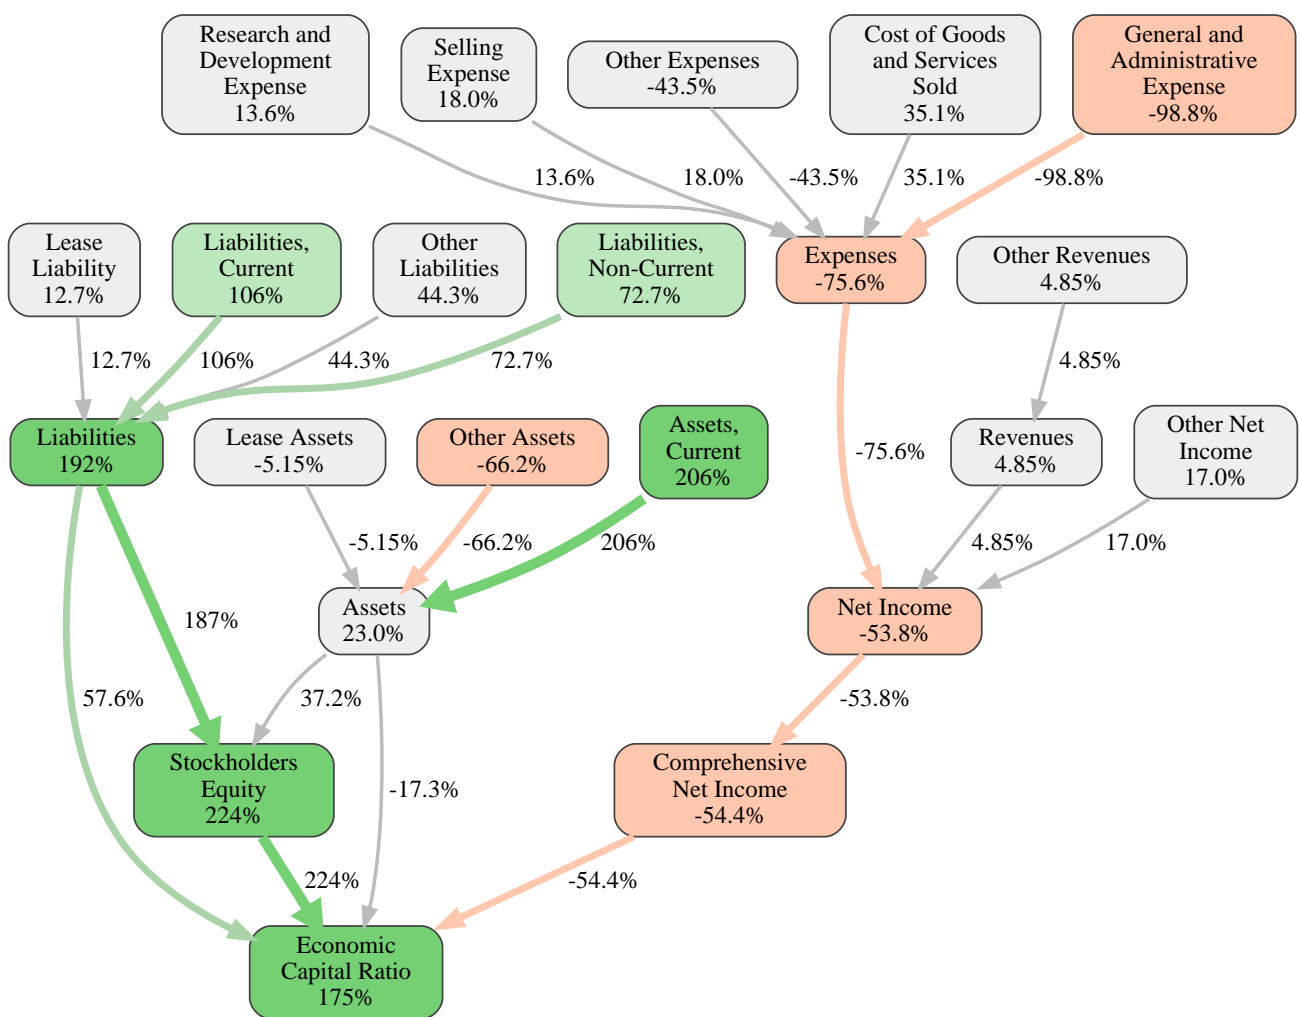 Research and
Development
Expense
13.6%
Selling
Expense
18.0%
Other Expenses
-43.5%
Cost of Goods
and Services
Sold
35.1%
General and
Administrative
Expense
-98.8%
13.6%
18.0%
-43.5%
35.1%
-98.8%
Lease
Liability
12.7%
Liabilities,
Current
106%
Other
Liabilities
44.3%
Liabilities,
Non-Current
72.7%
Expenses
-75.6%
Other Revenues
4.85%
12.7%
106%
44.3%
72.7%
4.85%
Liabilities
192%
Lease Assets
-5.15%
Other Assets
-66.2%
Assets,
Current
206%
-75.6%
Revenues
4.85%
Other Net
Income
17.0%
-5.15%
-66.2%
206%
4.85%
17.0%
187%
Assets
23.0%
Net Income
-53.8%
57.6%
37.2%
-53.8%
Stockholders
Equity
224%
-17.3%
Comprehensive
Net Income
-54.4%
224%
-54.4%
Economic
Capital Ratio
175%